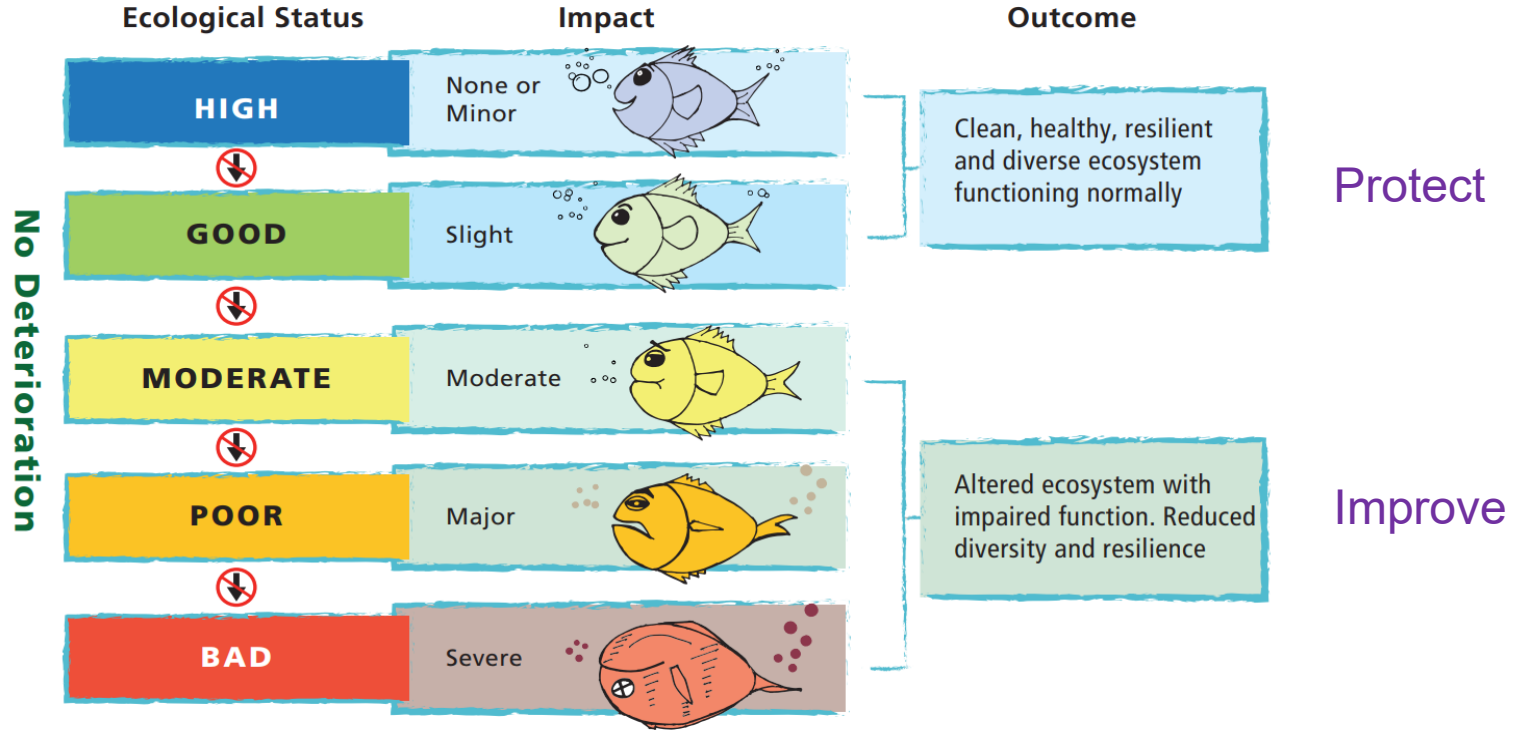 Ecological Status
Impact
Outcome
No Deterioration
HIGH
None or
Minor
Clean, healthy, resilient
and diverse ecosystem
functioning normally
Protect
GOOD
Slight
MODERATE
Moderate
POOR
Major
Altered ecosystem with
impaired function. Reduced
diversity and resilience
Improve
BAD
Severe